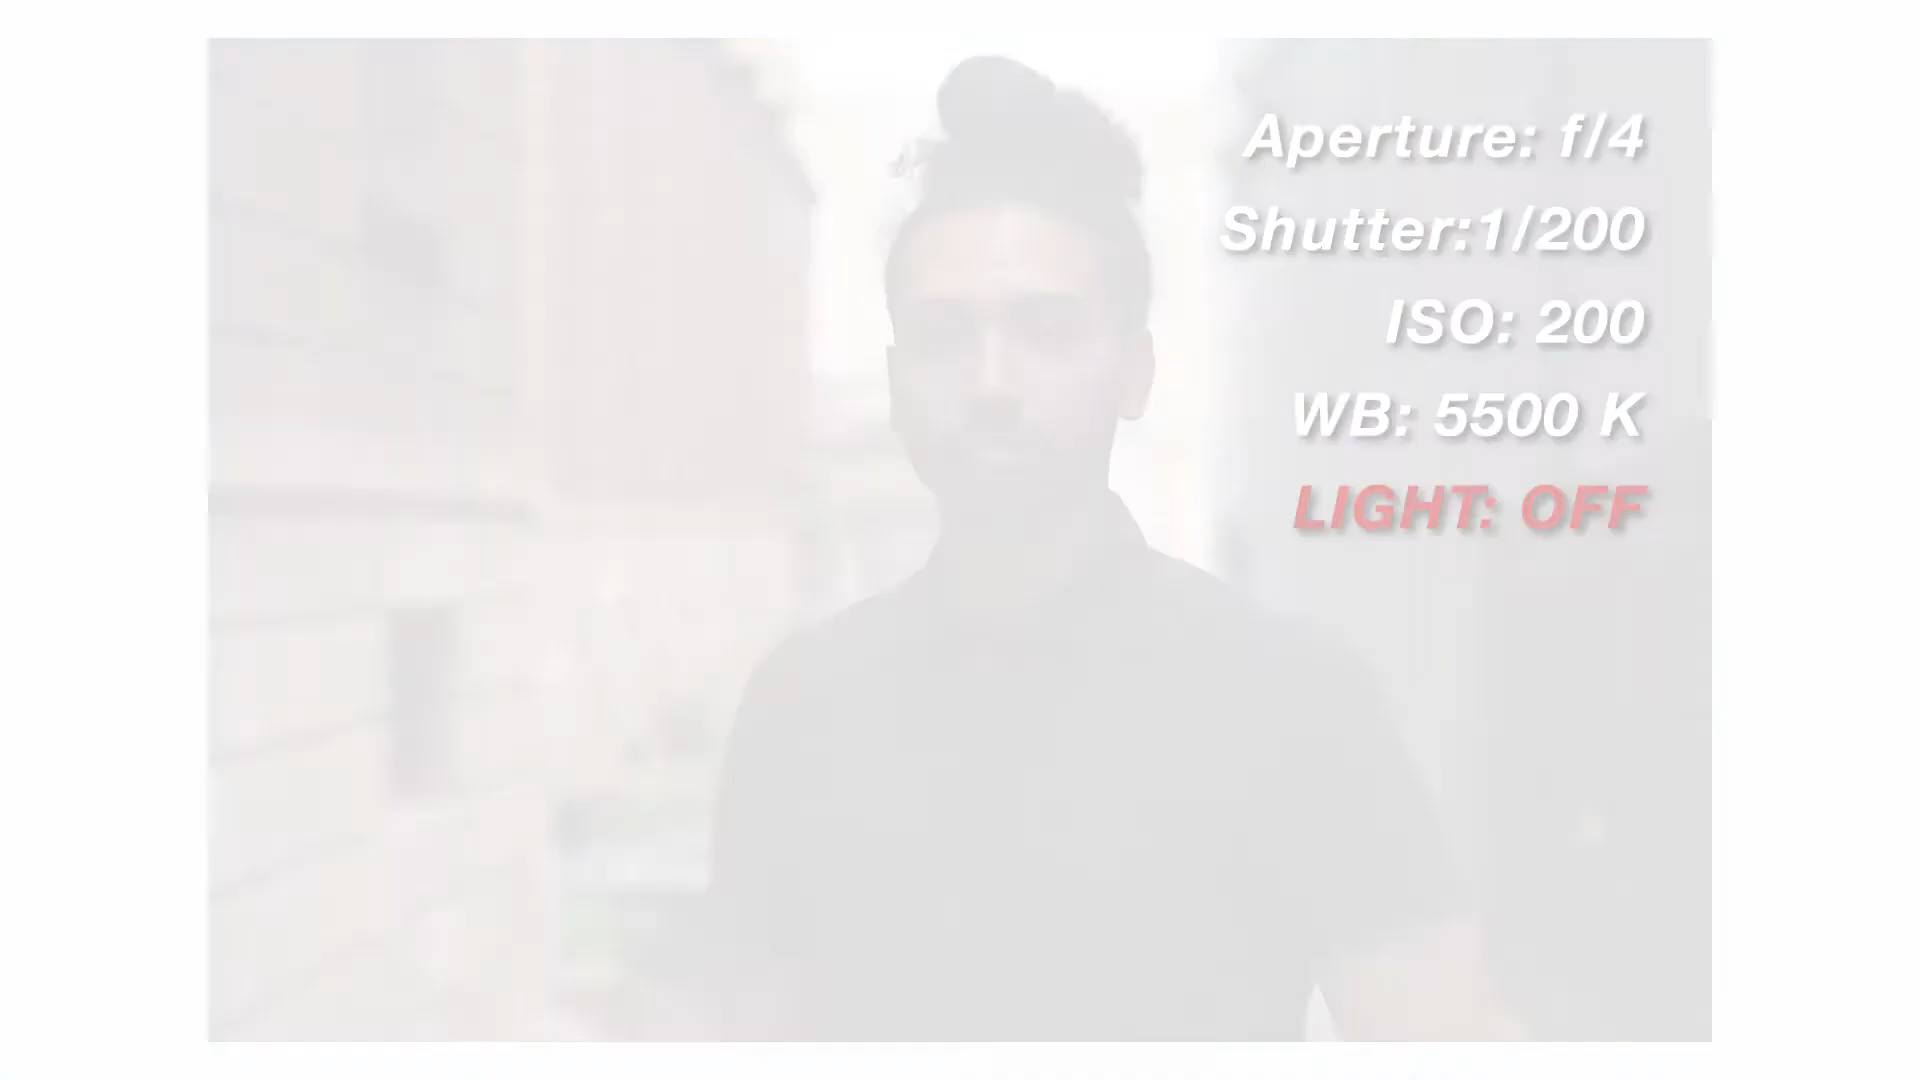 Aperture: f/4
Shutter:1/200
ISO: 200
WB: 5500 K
LIGHT: OFF